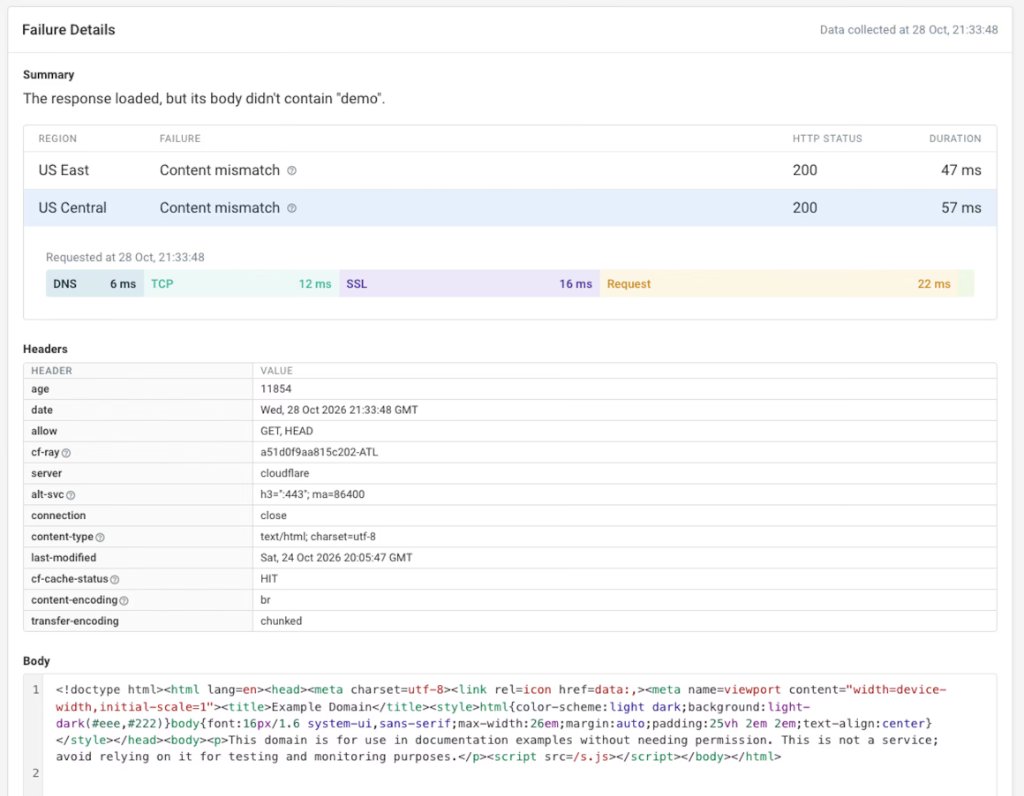 Failure Details
Data collected at 28 Oct, 21:33:48
Summary
The response loaded, but its body didn't contain "demo".
REGION FAILURE HTTP STATUS DURATION
US East Content mismatch 200 47 ms
US Central Content mismatch 200 57 ms
Requested at 28 Oct, 21:33:48
DNS 6 ms TCP 12 ms SSL 16 ms Request 22 ms
Headers
HEADER VALUE
age 11854
date Wed, 28 Oct 2026 21:33:48 GMT
allow GET, HEAD
cf-ray a51d0f9aa815c202-ATL
server cloudflare
alt-svc h3=":443"; ma=86400
connection close
content-type text/html; charset=utf-8
last-modified Sat, 24 Oct 2026 20:05:47 GMT
cf-cache-status HIT
content-encoding br
transfer-encoding chunked
Body
1 <!doctype html><html lang=en><head><meta charset=utf-8><link rel=icon href=data:,><meta name=viewport content="width=device-
width,initial-scale=1"><title>Example Domain</title><style>html{color-scheme:light dark;background:light-
dark(#eee,#222)}body{font:16px/1.6 system-ui,sans-serif;max-width:26em;margin:auto;padding:25vh 2em 2em;text-align:center}
</style></head><body><p>This domain is for use in documentation examples without needing permission. This is not a service;
avoid relying on it for testing and monitoring purposes.</p><script src=/s.js></script></body></html>
2